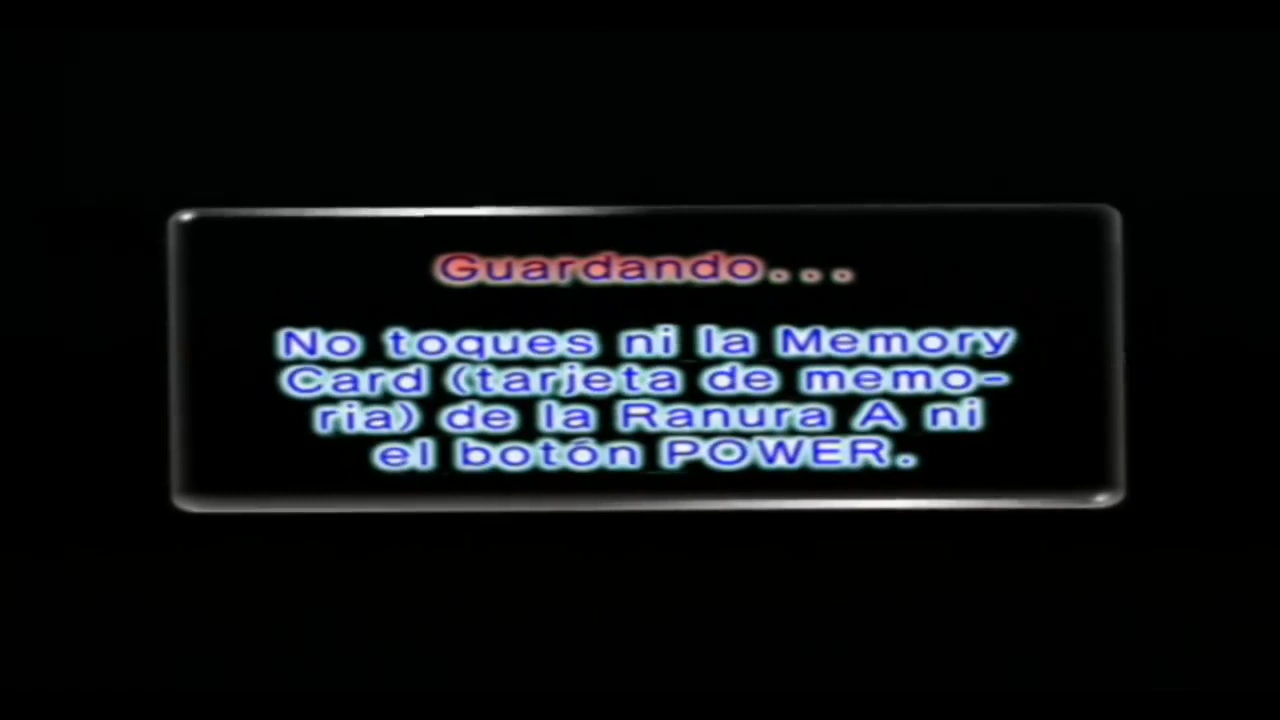 Guardando...
No toques ni la Memory
Card (tarjeta de memo-
ria) de la Ranura A ni
el botón POWER.